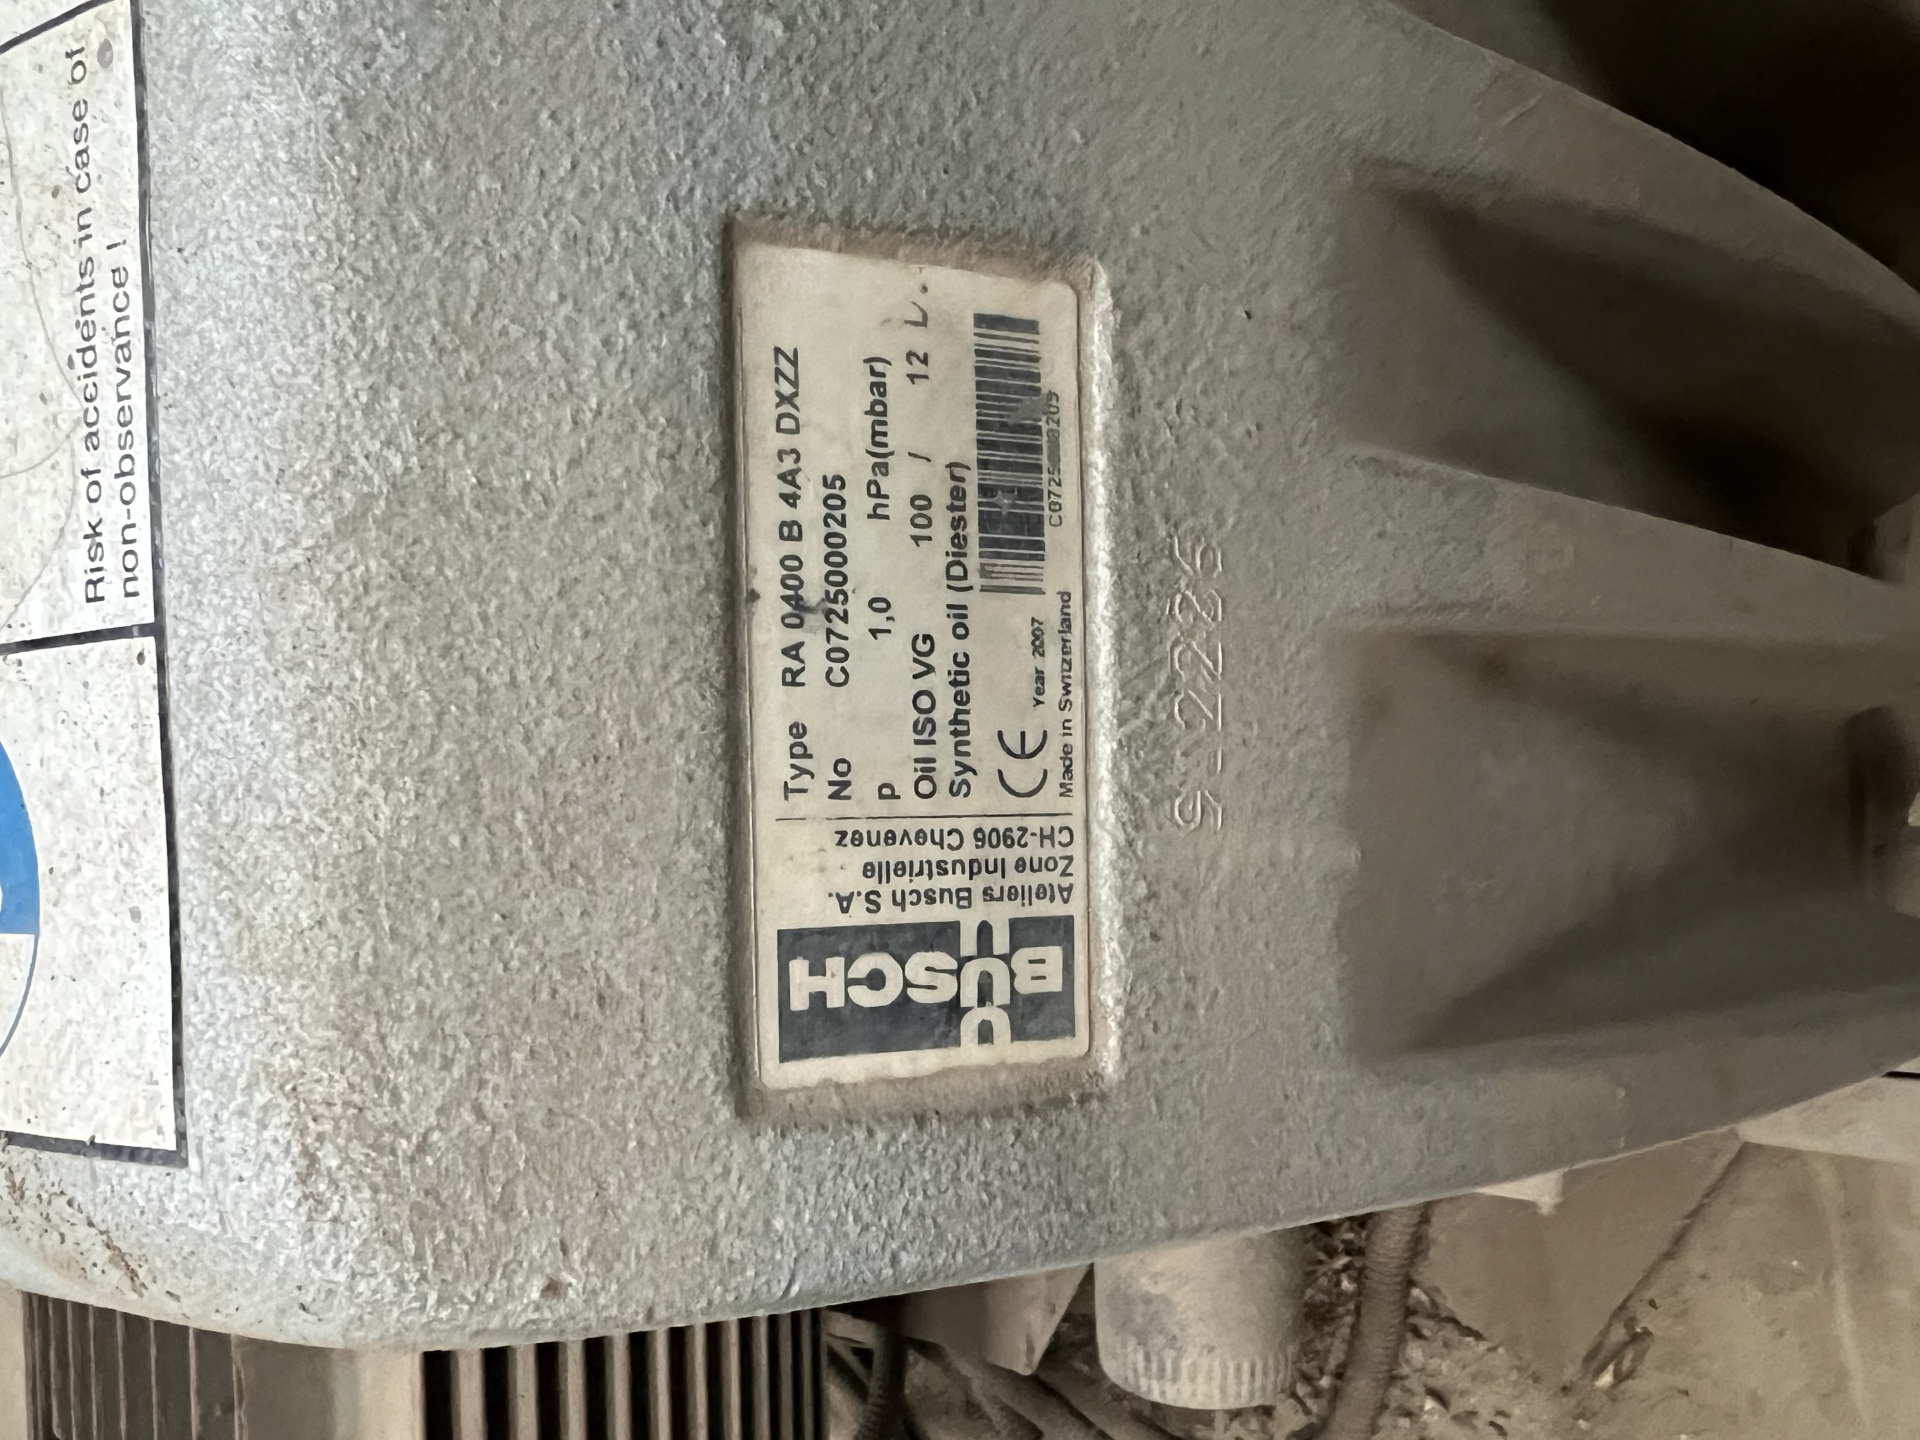 Risk of accidents in case of
non-observance !
BUSCH
Ateliers Busch S.A.
Zone Industrielle
CH-2906 Chevenez
Type RA 0400 B 4A3 DXZZ
No C0725000205
p 1,0 hPa(mbar)
Oil ISO VG 100 / 12 L.
Synthetic oil (Diester)
CE Year 2007
Made in Switzerland